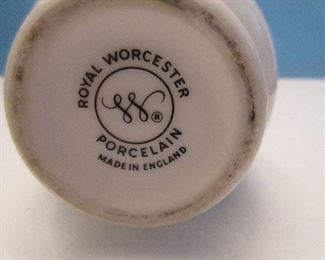 ROYAL WORCESTER
W®
PORCELAIN
MADE IN ENGLAND